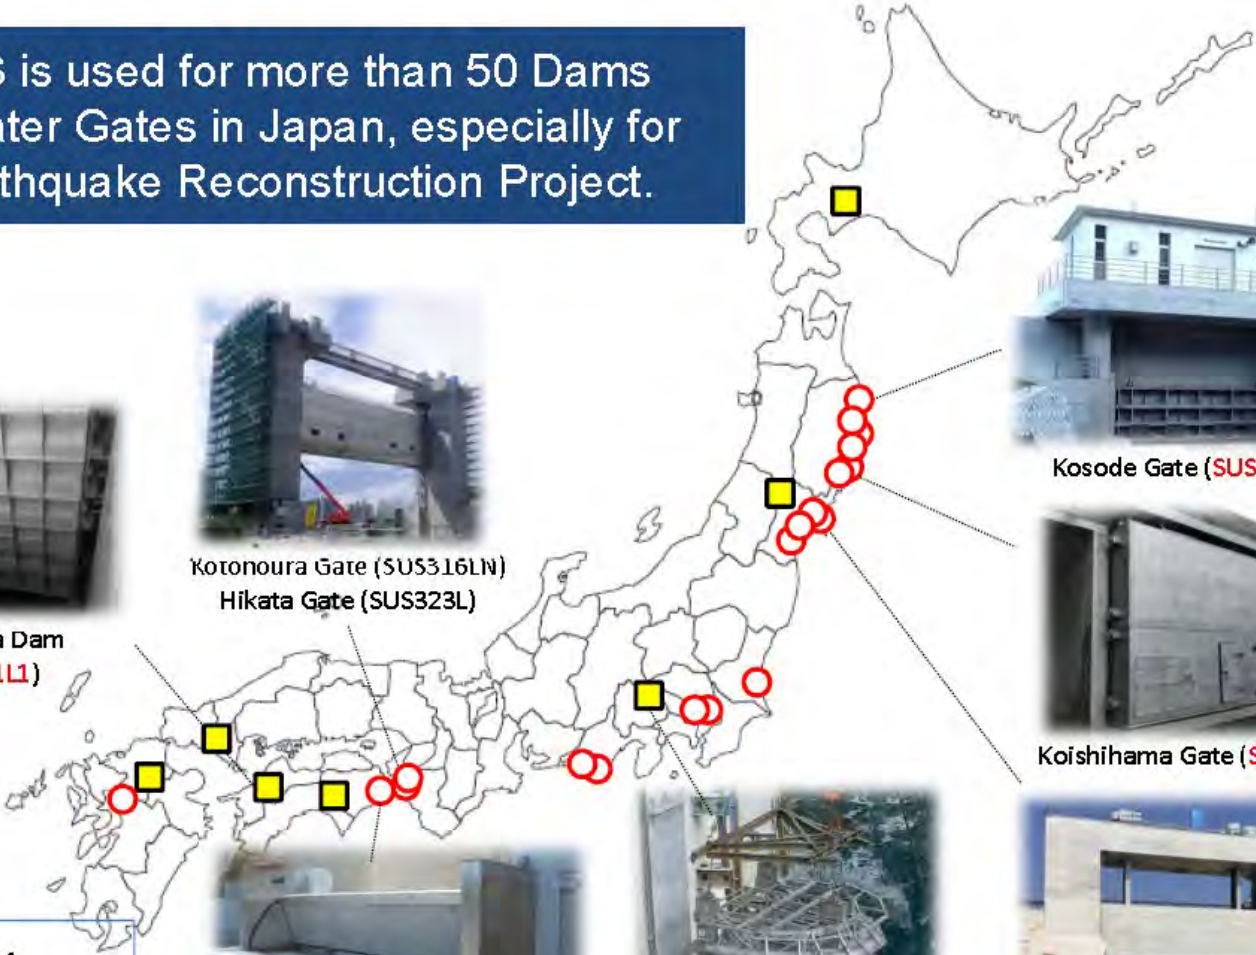 S is used for more than 50 Dams
ater Gates in Japan, especially for
thquake Reconstruction Project.
Kosode Gate (SUS
Kotonoura Gate (SUS316LN)
Hikata Gate (SUS323L)
a Dam
1L1)
Koishihama Gate (S